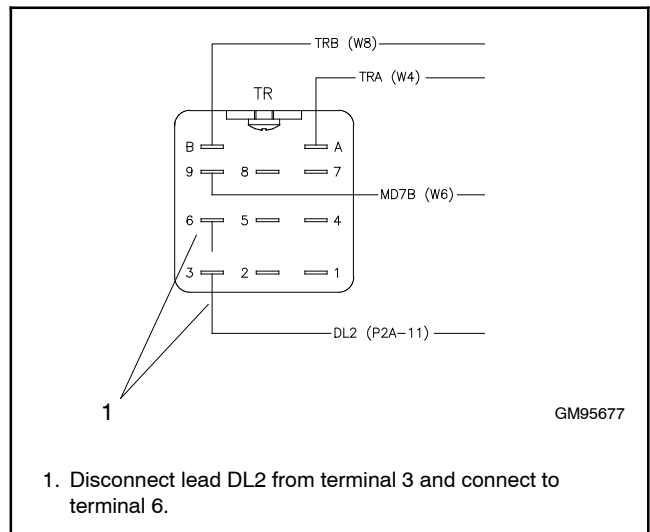 TRB (W8)
TRA (W4)
TR
B
A
9
8
7
MD7B (W6)
6
5
4
3
2
1
DL2 (P2A-11)
1
GM95677
1. Disconnect lead DL2 from terminal 3 and connect to
terminal 6.